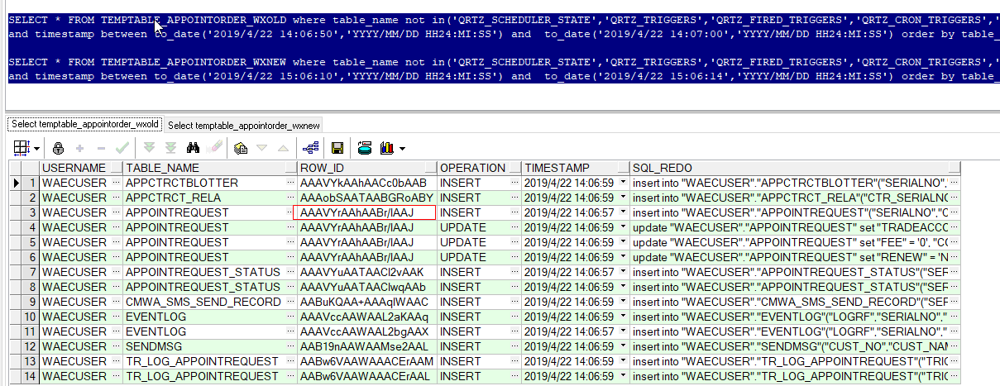 SELECT * FROM TEMPTABLE_APPOINTORDER_WXOLD where table_name not in('QRTZ_SCHEDULER_STATE','QRTZ_TRIGGERS','QRTZ_FIRED_TRIGGERS','QRTZ_CRON_TRIGGERS','
and timestamp between to_date('2019/4/22 14:06:50','YYYY/MM/DD HH24:MI:SS') and  to_date('2019/4/22 14:07:00','YYYY/MM/DD HH24:MI:SS') order by table_
SELECT * FROM TEMPTABLE_APPOINTORDER_WXNEW where table_name not in('QRTZ_SCHEDULER_STATE','QRTZ_TRIGGERS','QRTZ_FIRED_TRIGGERS','QRTZ_CRON_TRIGGERS','
and timestamp between to_date('2019/4/22 15:06:10','YYYY/MM/DD HH24:MI:SS') and  to_date('2019/4/22 15:06:14','YYYY/MM/DD HH24:MI:SS') order by table_
Select temptable_appointorder_wxold Select temptable_appointorder_wxnew
USERNAME TABLE_NAME ROW_ID OPERATION TIMESTAMP SQL_REDO
1 WAECUSER APPCTRCTBLOTTER AAAVYkAAhAACc0bAAB INSERT 2019/4/22 14:06:59 insert into "WAECUSER"."APPCTRCTBLOTTER"("SERIALNO",
2 WAECUSER APPCTRCT_RELA AAAobSAATAABGRoABY INSERT 2019/4/22 14:06:59 insert into "WAECUSER"."APPCTRCT_RELA"("CTR_SERIALNO
3 WAECUSER APPOINTREQUEST AAAVYrAAhAABr/lAAJ INSERT 2019/4/22 14:06:57 insert into "WAECUSER"."APPOINTREQUEST"("SERIALNO","C
4 WAECUSER APPOINTREQUEST AAAVYrAAhAABr/lAAJ UPDATE 2019/4/22 14:06:59 update "WAECUSER"."APPOINTREQUEST" set "TRADEACCO
5 WAECUSER APPOINTREQUEST AAAVYrAAhAABr/lAAJ UPDATE 2019/4/22 14:06:59 update "WAECUSER"."APPOINTREQUEST" set "FEE" = '0', "CO
6 WAECUSER APPOINTREQUEST AAAVYrAAhAABr/lAAJ UPDATE 2019/4/22 14:06:59 update "WAECUSER"."APPOINTREQUEST" set "RENEW" = 'N
7 WAECUSER APPOINTREQUEST_STATUS AAAVYuAATAACl2vAAK INSERT 2019/4/22 14:06:57 insert into "WAECUSER"."APPOINTREQUEST_STATUS"("SEF
8 WAECUSER APPOINTREQUEST_STATUS AAAVYuAATAAClwqAAb INSERT 2019/4/22 14:06:59 insert into "WAECUSER"."APPOINTREQUEST_STATUS"("SEF
9 WAECUSER CMWA_SMS_SEND_RECORD AABuKQAA+AAAqlWAAC INSERT 2019/4/22 14:06:59 insert into "WAECUSER"."CMWA_SMS_SEND_RECORD"("SEF
10 WAECUSER EVENTLOG AAAVccAAWAAL2aKAAq INSERT 2019/4/22 14:06:59 insert into "WAECUSER"."EVENTLOG"("LOGRF","SERIALNO","
11 WAECUSER EVENTLOG AAAVccAAWAAL2bgAAX INSERT 2019/4/22 14:06:57 insert into "WAECUSER"."EVENTLOG"("LOGRF","SERIALNO","
12 WAECUSER SENDMSG AAB19nAAWAAMse2AAL INSERT 2019/4/22 14:06:59 insert into "WAECUSER"."SENDMSG"("CUST_NO","CUST_NAM
13 WAECUSER TR_LOG_APPOINTREQUEST AABw6VAAWAAACErAAM INSERT 2019/4/22 14:06:59 insert into "WAECUSER"."TR_LOG_APPOINTREQUEST"("TRIC
14 WAECUSER TR_LOG_APPOINTREQUEST AABw6VAAWAAACErAAL INSERT 2019/4/22 14:06:59 insert into "WAECUSER"."TR_LOG_APPOINTREQUEST"("TRIC